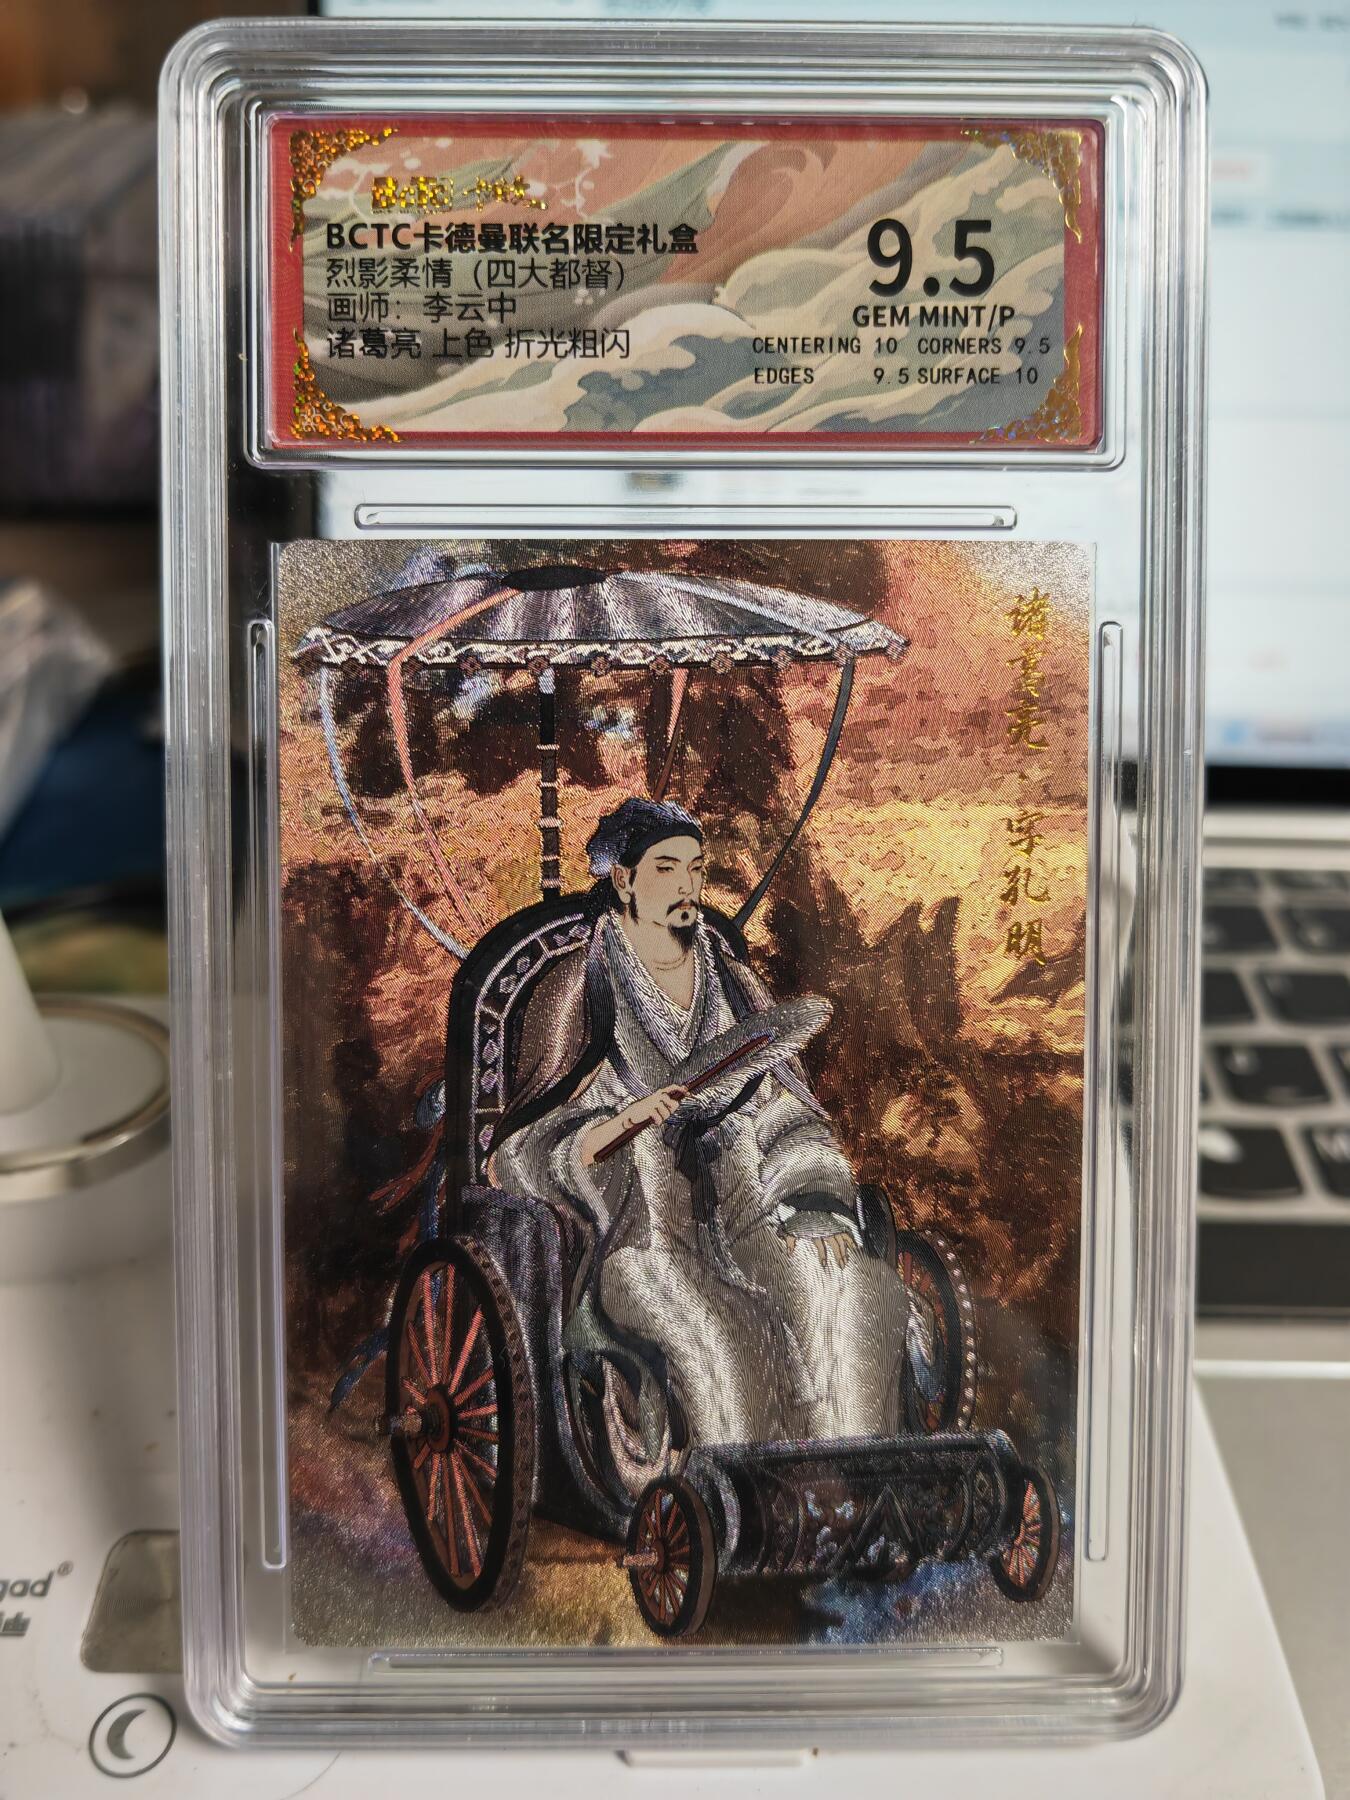 BCTC卡德曼联名限定礼盒
烈影柔情（四大都督）
画师：李云中
诸葛亮 上色 折光粗闪
9.5
GEM MINT/P
CENTERING 10 CORNERS 9.5
EDGES 9.5 SURFACE 10
诸葛亮
字孔明
gad®